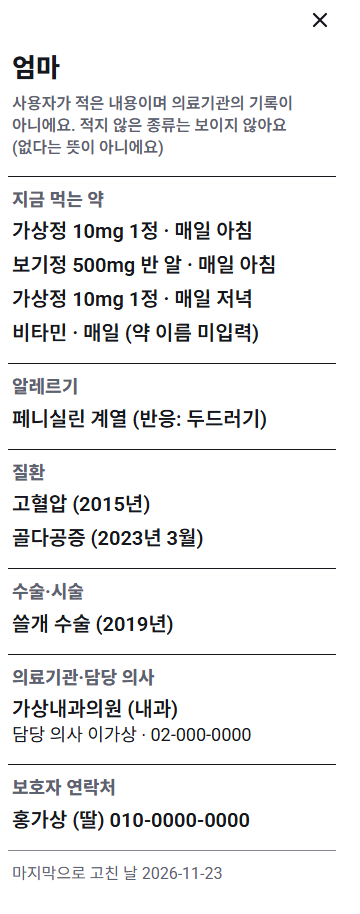 엄마
사용자가 적은 내용이며 의료기관의 기록이
아니에요. 적지 않은 종류는 보이지 않아요
(없다는 뜻이 아니에요)
지금 먹는 약
가상정 10mg 1정 · 매일 아침
보기정 500mg 반 알 · 매일 아침
가상정 10mg 1정 · 매일 저녁
비타민 · 매일 (약 이름 미입력)
알레르기
페니실린 계열 (반응: 두드러기)
질환
고혈압 (2015년)
골다공증 (2023년 3월)
수술·시술
쓸개 수술 (2019년)
의료기관·담당 의사
가상내과의원 (내과)
담당 의사 이가상 · 02-000-0000
보호자 연락처
홍가상 (딸) 010-0000-0000
마지막으로 고친 날 2026-11-23